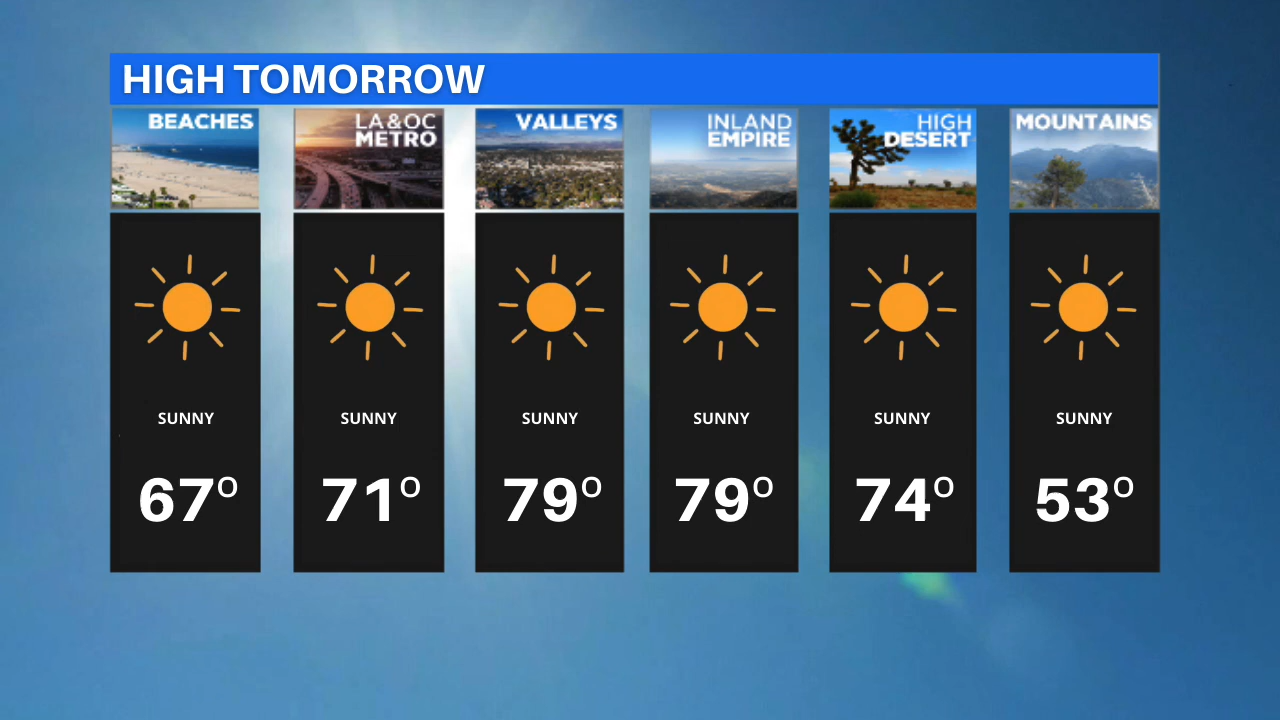 HIGH TOMORROW
BEACHES
LA&OC
METRO
VALLEYS
INLAND
EMPIRE
HIGH
DESERT
MOUNTAINS
SUNNY
SUNNY
SUNNY
SUNNY
SUNNY
SUNNY
67°
71°
79°
79°
74°
53°